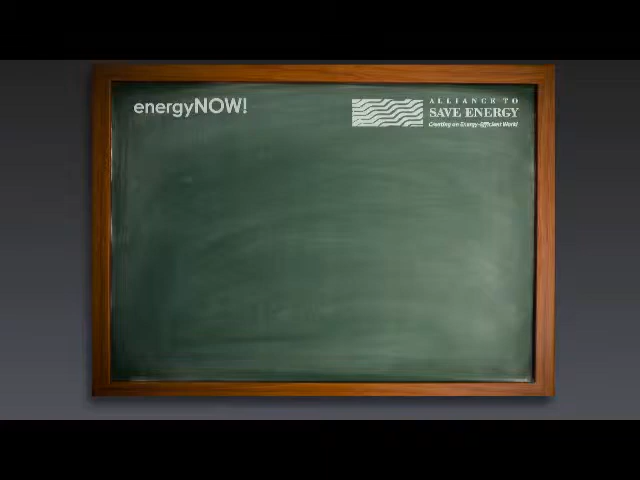 energyNOW!
ALLIANCE TO
SAVE ENERGY
Creating an Energy-Efficient World